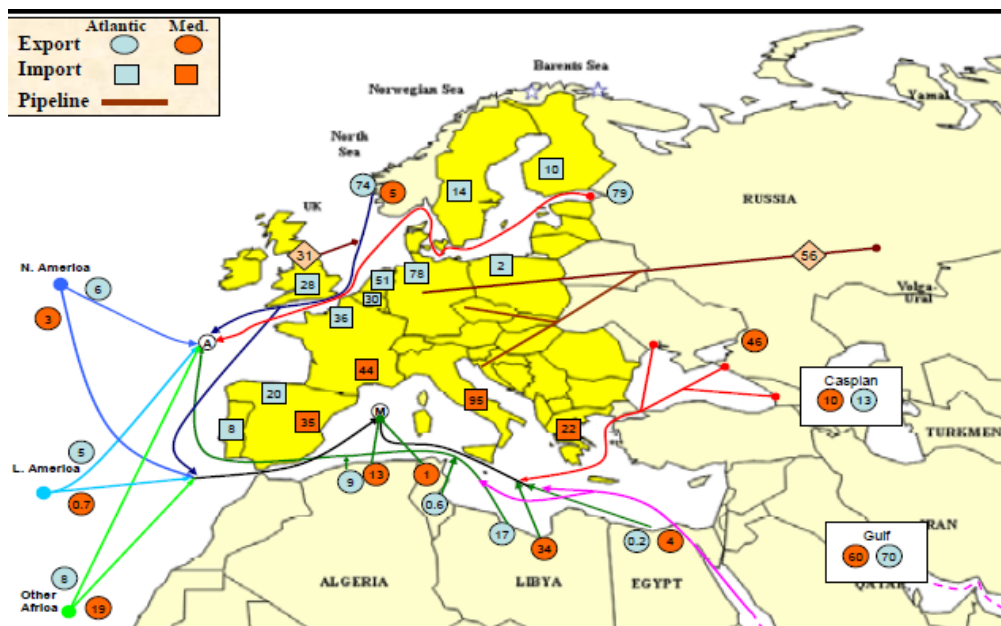 Atlantic Med.
Export
Import
Pipeline
Barents Sea
Norwegian Sea
Yamal
North
Sea
74
5
14
10
79
RUSSIA
UK
31
56
N. America
6
28
51
78
2
30
Volga-
Ural
3
36
A
46
44
Caspian
10 13
20
95
M
8
35
22
TURKMEN
5
L. America
0.7
9
13
1
0.6
17
34
0.2
4
IRAN
Gulf
60 70
8
Other
Africa
19
ALGERIA
LIBYA
EGYPT
QATAR